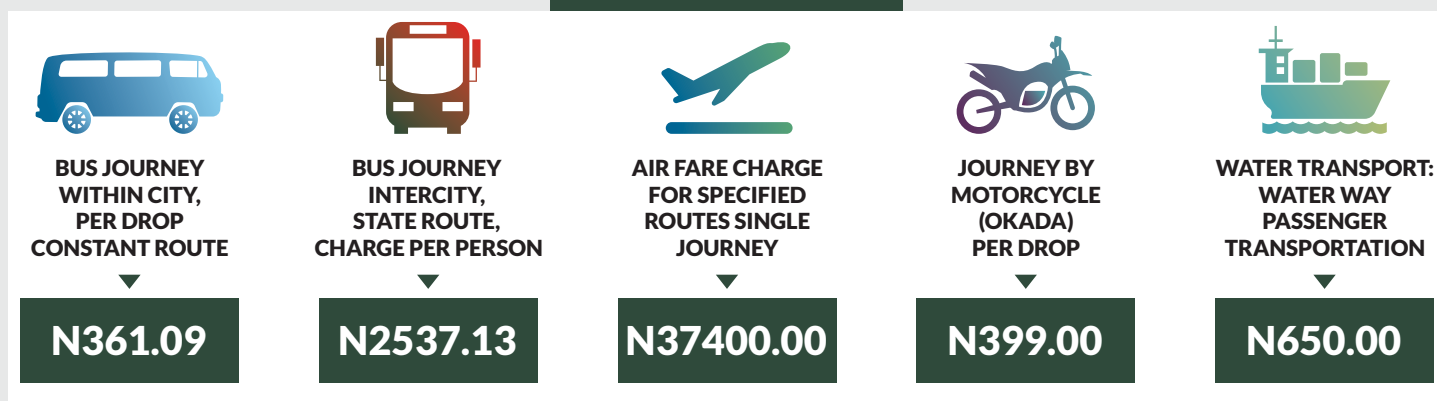 BUS JOURNEY
WITHIN CITY,
PER DROP
CONSTANT ROUTE
N361.09
BUS JOURNEY
INTERCITY,
STATE ROUTE,
CHARGE PER PERSON
N2537.13
AIR FARE CHARGE
FOR SPECIFIED
ROUTES SINGLE
JOURNEY
N37400.00
JOURNEY BY
MOTORCYCLE
(OKADA)
PER DROP
N399.00
WATER TRANSPORT:
WATER WAY
PASSENGER
TRANSPORTATION
N650.00